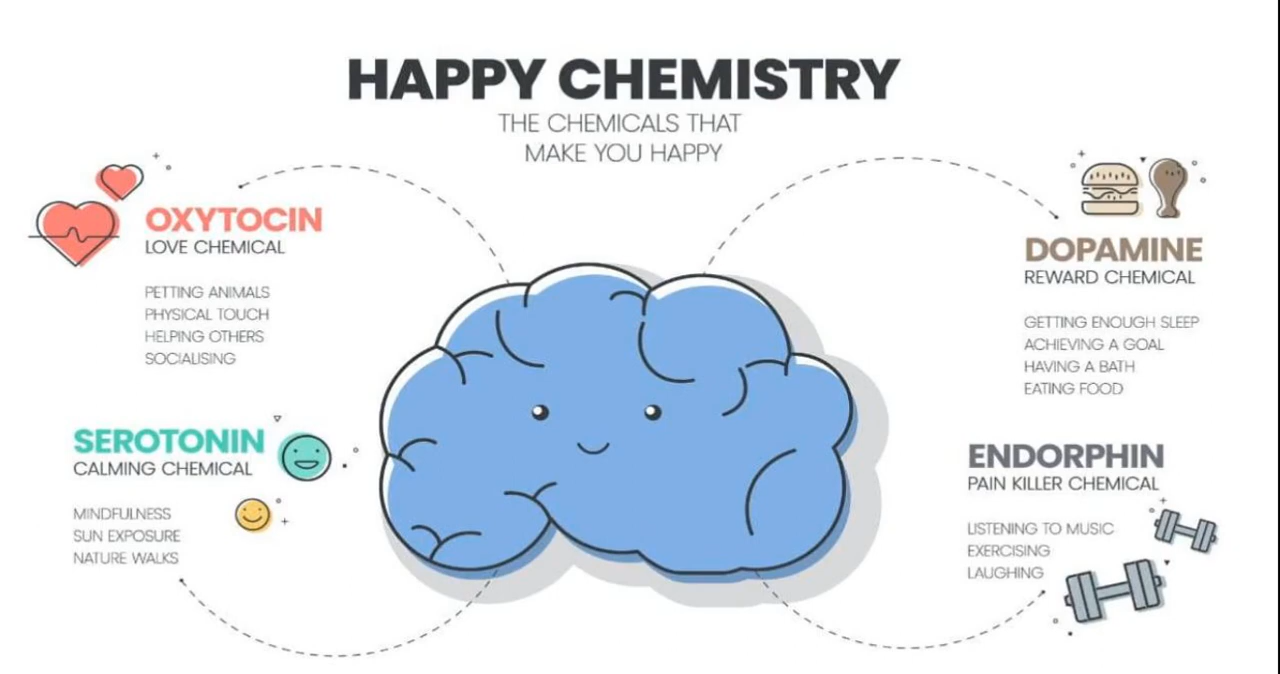 HAPPY CHEMISTRY
THE CHEMICALS THAT
MAKE YOU HAPPY
OXYTOCIN
LOVE CHEMICAL
PETTING ANIMALS
PHYSICAL TOUCH
HELPING OTHERS
SOCIALISING
SEROTONIN
CALMING CHEMICAL
MINDFULNESS
SUN EXPOSURE
NATURE WALKS
DOPAMINE
REWARD CHEMICAL
GETTING ENOUGH SLEEP
ACHIEVING A GOAL
HAVING A BATH
EATING FOOD
ENDORPHIN
PAIN KILLER CHEMICAL
LISTENING TO MUSIC
EXERCISING
LAUGHING